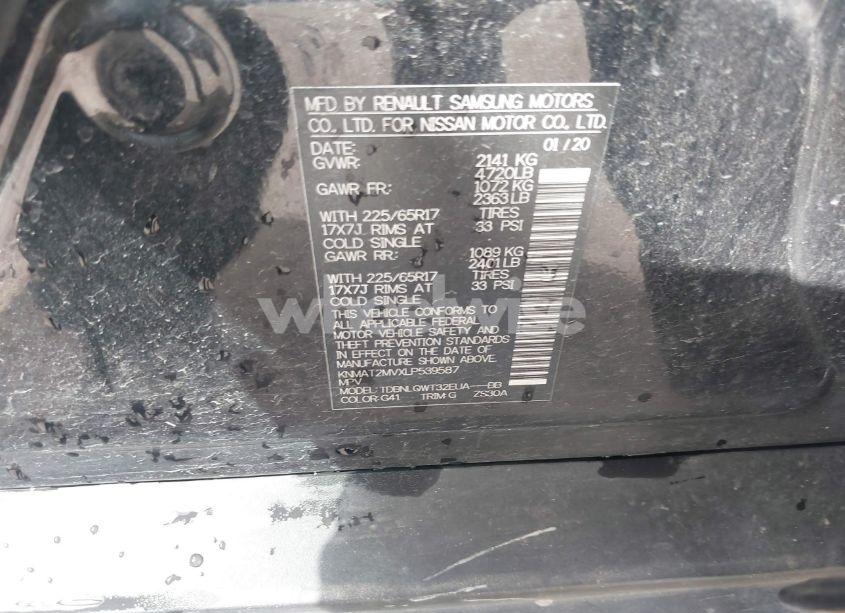 MFD. BY RENAULT SAMSUNG MOTORS
CO., LTD. FOR NISSAN MOTOR CO., LTD.
DATE: 01/20
GVWR: 2141 KG
4720LB
GAWR FR: 1072 KG
2363LB
WITH 225/65R17 TIRES
17X7J RIMS AT 33 PSI
COLD SINGLE
GAWR RR: 1089 KG
2401LB
WITH 225/65R17 TIRES
17X7J RIMS AT 33 PSI
COLD SINGLE
THIS VEHICLE CONFORMS TO
ALL APPLICABLE FEDERAL
MOTOR VEHICLE SAFETY AND
THEFT PREVENTION STANDARDS
IN EFFECT ON THE DATE OF
MANUFACTURE SHOWN ABOVE.
KNMAT2MVXLP539587
MPV
MODEL: TDBNLQWT32EUA---BB
COLOR: G41 TRIM: G ZS30A